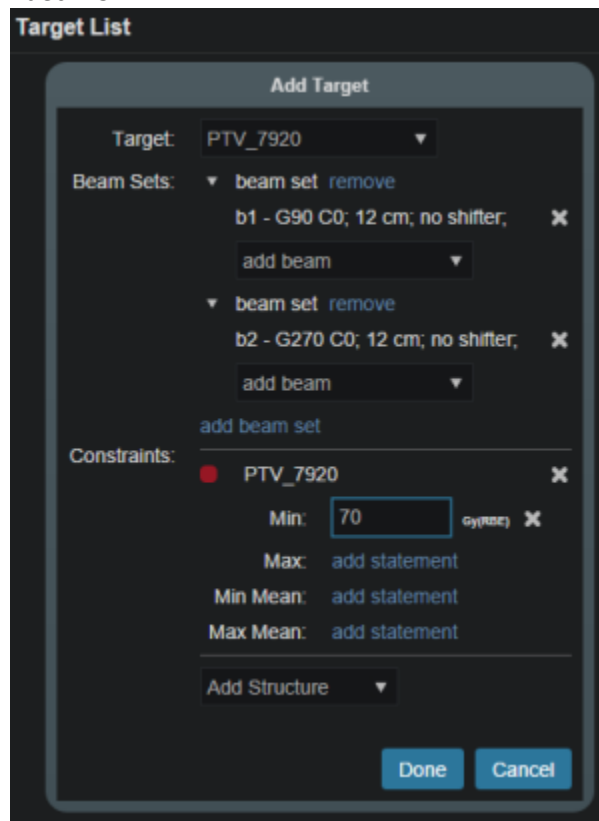 Target List
Add Target
Target: PTV_7920
Beam Sets: beam set remove
b1 - G90 C0; 12 cm; no shifter;
add beam
beam set remove
b2 - G270 C0; 12 cm; no shifter;
add beam
add beam set
Constraints:
PTV_7920
Min: 70 Gy(RBE)
Max: add statement
Min Mean: add statement
Max Mean: add statement
Add Structure
Done Cancel